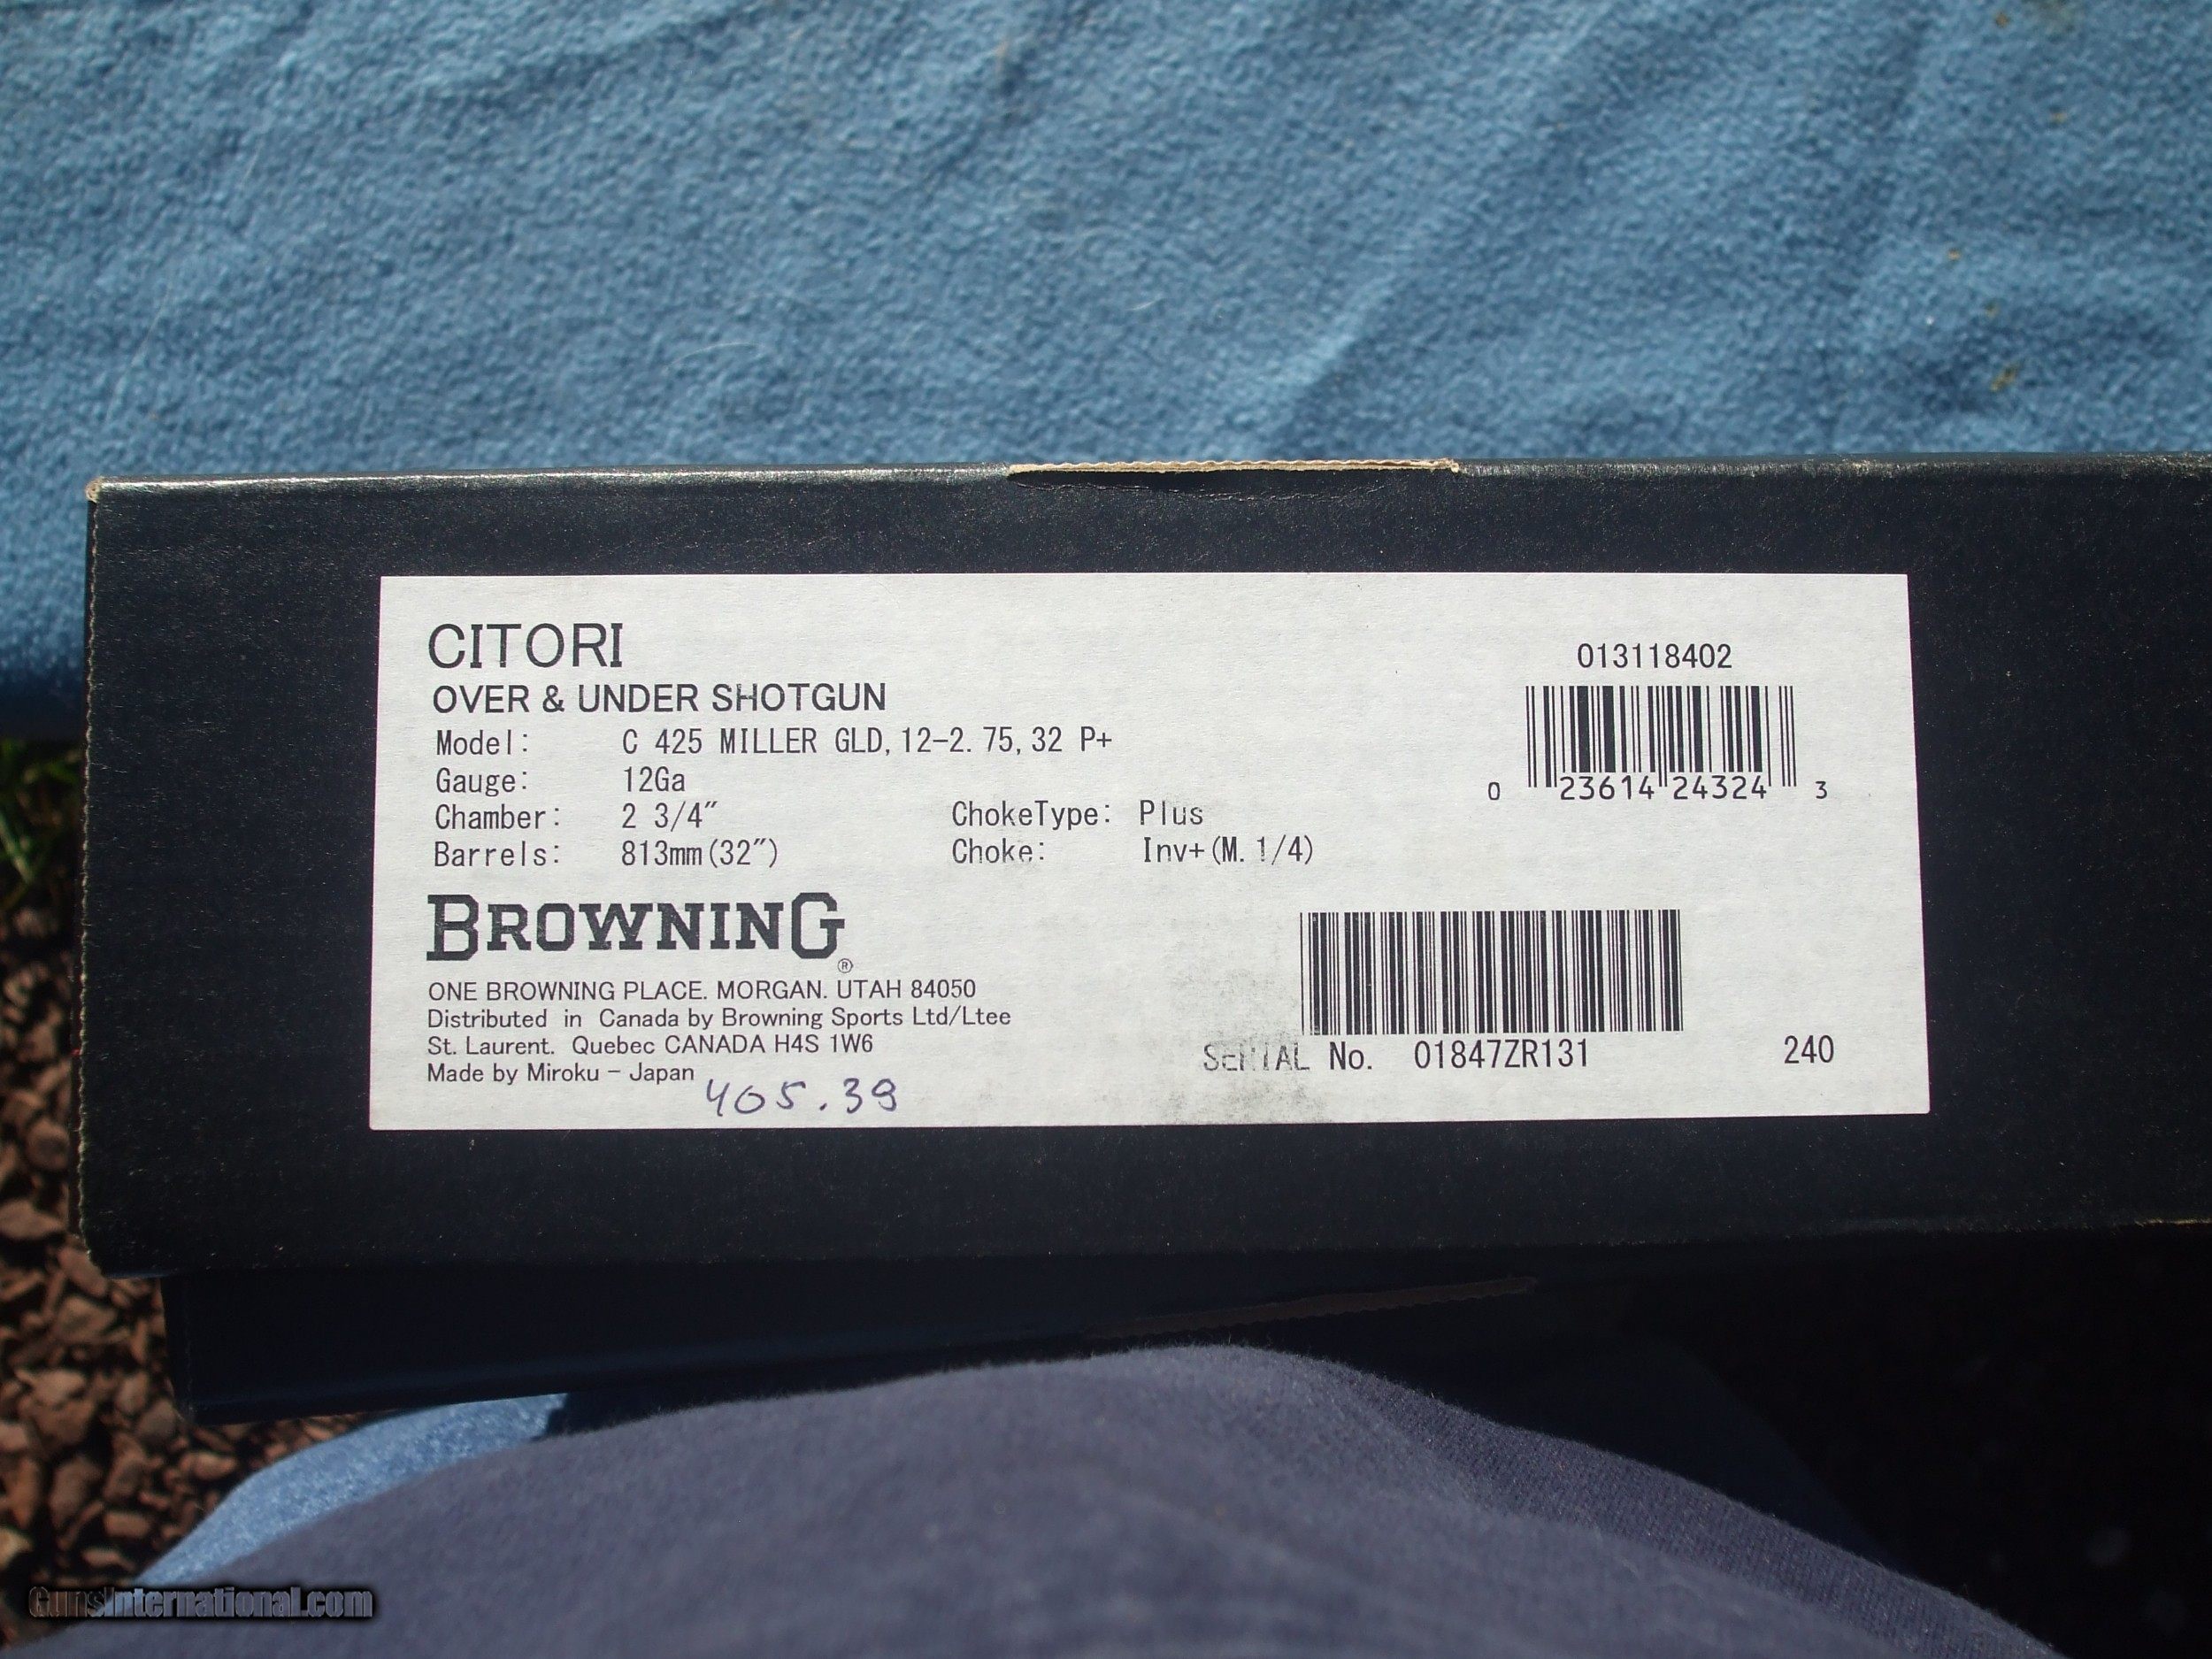 CITORI
OVER & UNDER SHOTGUN
Model: C 425 MILLER GLD, 12-2.75, 32 P+
Gauge: 12Ga
Chamber: 2 3/4" ChokeType: Plus
Barrels: 813mm(32") Choke: Inv+(M.1/4)
013118402
0 23614 24324 3
BROWNING®
ONE BROWNING PLACE. MORGAN. UTAH 84050
Distributed in Canada by Browning Sports Ltd/Ltee
St. Laurent. Quebec CANADA H4S 1W6
Made by Miroku - Japan
405.39
SERIAL No. 01847ZR131 240
GunsInternational.com